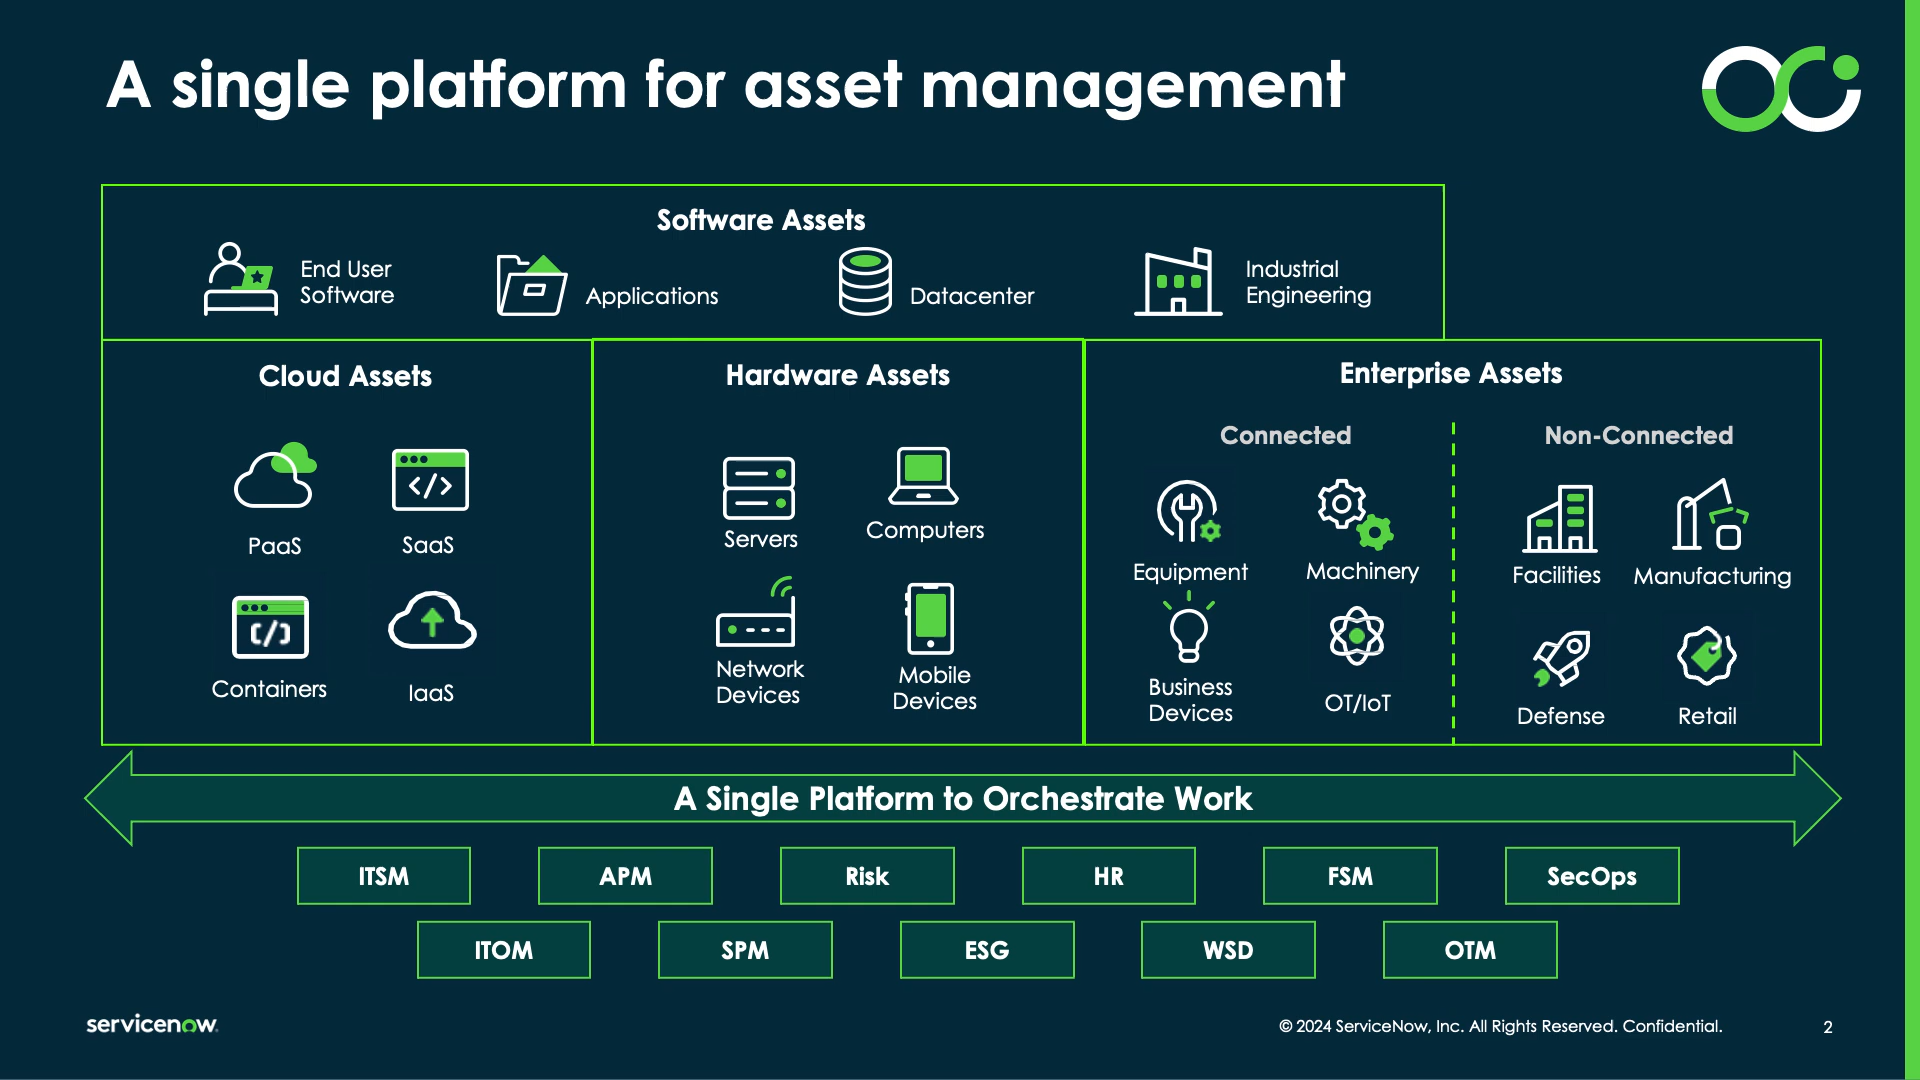 A single platform for asset management
Software Assets
End User
Software
Applications
Datacenter
Industrial
Engineering
Cloud Assets
PaaS
SaaS
Containers
IaaS
Hardware Assets
Servers
Computers
Network
Devices
Mobile
Devices
Enterprise Assets
Connected
Equipment
Machinery
Business
Devices
OT/IoT
Non-Connected
Facilities
Manufacturing
Defense
Retail
A Single Platform to Orchestrate Work
ITSM
APM
Risk
HR
FSM
SecOps
ITOM
SPM
ESG
WSD
OTM
servicenow
© 2024 ServiceNow, Inc. All Rights Reserved. Confidential.
2